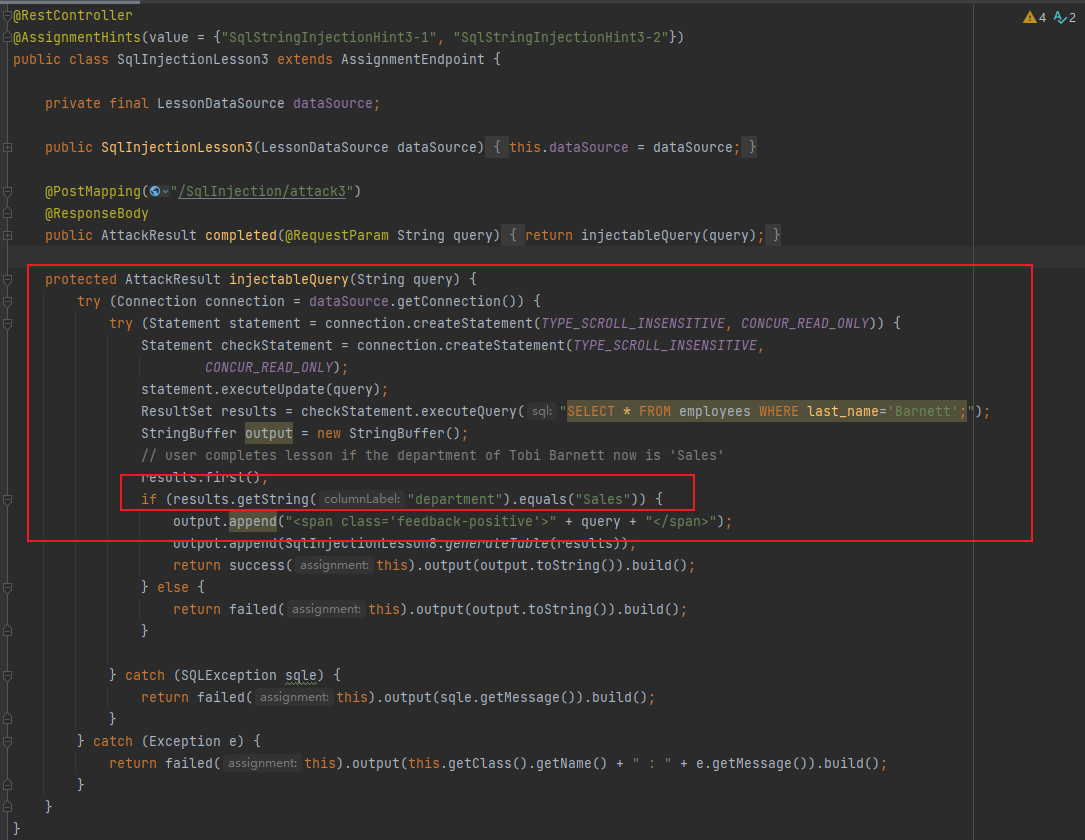 @RestController
4 2
@AssignmentHints(value = {"SqlStringInjectionHint3-1", "SqlStringInjectionHint3-2"})
public class SqlInjectionLesson3 extends AssignmentEndpoint {
private final LessonDataSource dataSource;
public SqlInjectionLesson3(LessonDataSource dataSource) { this.dataSource = dataSource; }
@PostMapping("/SqlInjection/attack3")
@ResponseBody
public AttackResult completed(@RequestParam String query) { return injectableQuery(query); }
protected AttackResult injectableQuery(String query) {
try (Connection connection = dataSource.getConnection()) {
try (Statement statement = connection.createStatement(TYPE_SCROLL_INSENSITIVE, CONCUR_READ_ONLY)) {
Statement checkStatement = connection.createStatement(TYPE_SCROLL_INSENSITIVE,
CONCUR_READ_ONLY);
statement.executeUpdate(query);
ResultSet results = checkStatement.executeQuery( sql: "SELECT * FROM employees WHERE last_name='Barnett';");
StringBuffer output = new StringBuffer();
// user completes lesson if the department of Tobi Barnett now is 'Sales'
results.first();
if (results.getString( columnLabel: "department").equals("Sales")) {
output.append("<span class='feedback-positive'>" + query + "</span>");
output.append(SqlInjectionLesson8.generateTable(results));
return success( assignment: this).output(output.toString()).build();
} else {
return failed( assignment: this).output(output.toString()).build();
}
} catch (SQLException sqle) {
return failed( assignment: this).output(sqle.getMessage()).build();
}
} catch (Exception e) {
return failed( assignment: this).output(this.getClass().getName() + " : " + e.getMessage()).build();
}
}
}